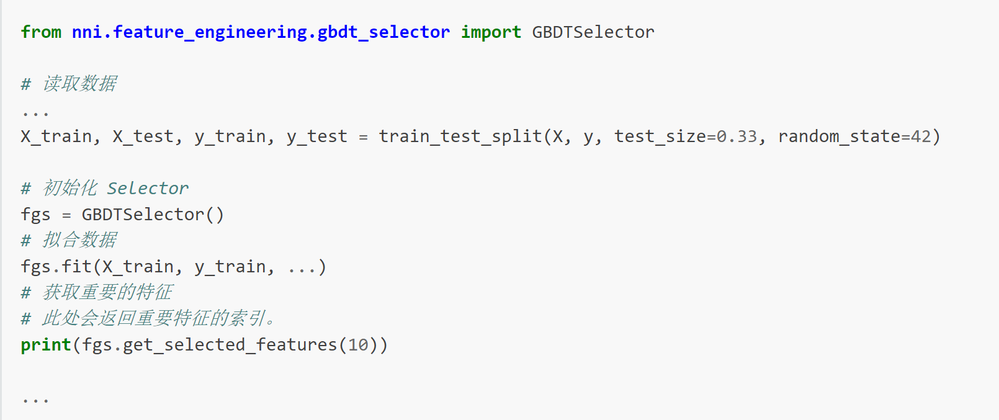 from nni.feature_engineering.gbdt_selector import GBDTSelector
# 读取数据
...
X_train, X_test, y_train, y_test = train_test_split(X, y, test_size=0.33, random_state=42)
# 初始化 Selector
fgs = GBDTSelector()
# 拟合数据
fgs.fit(X_train, y_train, ...)
# 获取重要的特征
# 此处会返回重要特征的索引。
print(fgs.get_selected_features(10))
...